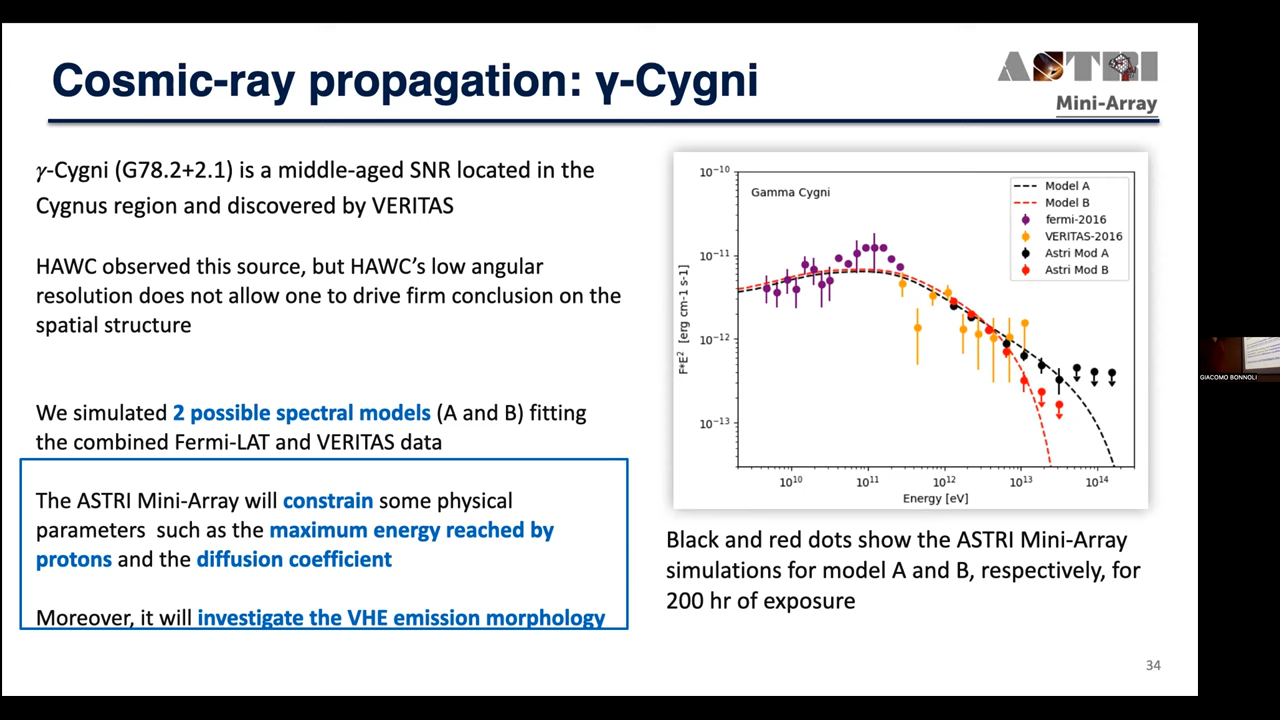 Cosmic-ray propagation: γ-Cygni
ASTRI
Mini-Array
γ-Cygni (G78.2+2.1) is a middle-aged SNR located in the
Cygnus region and discovered by VERITAS
HAWC observed this source, but HAWC’s low angular
resolution does not allow one to drive firm conclusion on the
spatial structure
We simulated 2 possible spectral models (A and B) fitting
the combined Fermi-LAT and VERITAS data
The ASTRI Mini-Array will constrain some physical
parameters such as the maximum energy reached by
protons and the diffusion coefficient
Moreover, it will investigate the VHE emission morphology
Gamma Cygni
Model A
Model B
fermi-2016
VERITAS-2016
Astri Mod A
Astri Mod B
F*E² [erg cm-1 s-1]
10⁻¹⁰
10⁻¹¹
10⁻¹²
10⁻¹³
10¹⁰ 10¹¹ 10¹² 10¹³ 10¹⁴
Energy [eV]
Black and red dots show the ASTRI Mini-Array
simulations for model A and B, respectively, for
200 hr of exposure
34
GIACOMO BONNOLI